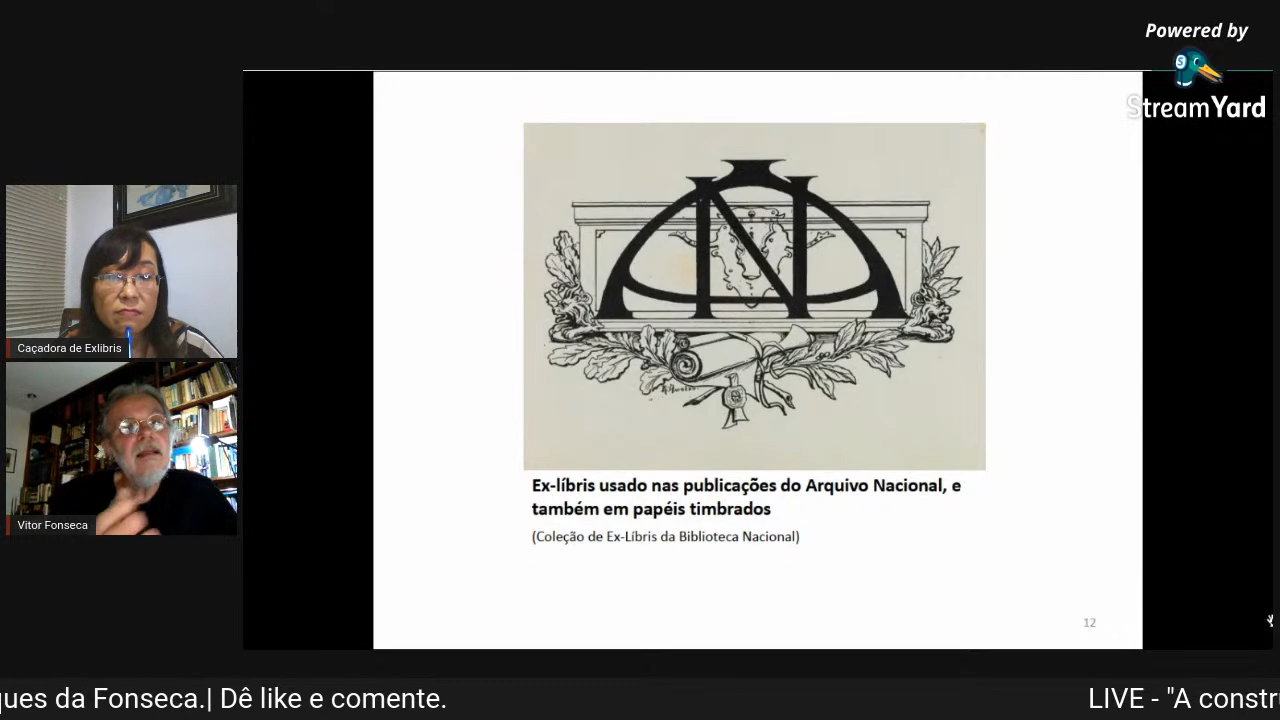 Powered by
StreamYard
Caçadora de Exlibris
Vitor Fonseca
Ex-líbris usado nas publicações do Arquivo Nacional, e
também em papéis timbrados
(Coleção de Ex-Líbris da Biblioteca Nacional)
12
ques da Fonseca.| Dê like e comente.
LIVE - "A constr